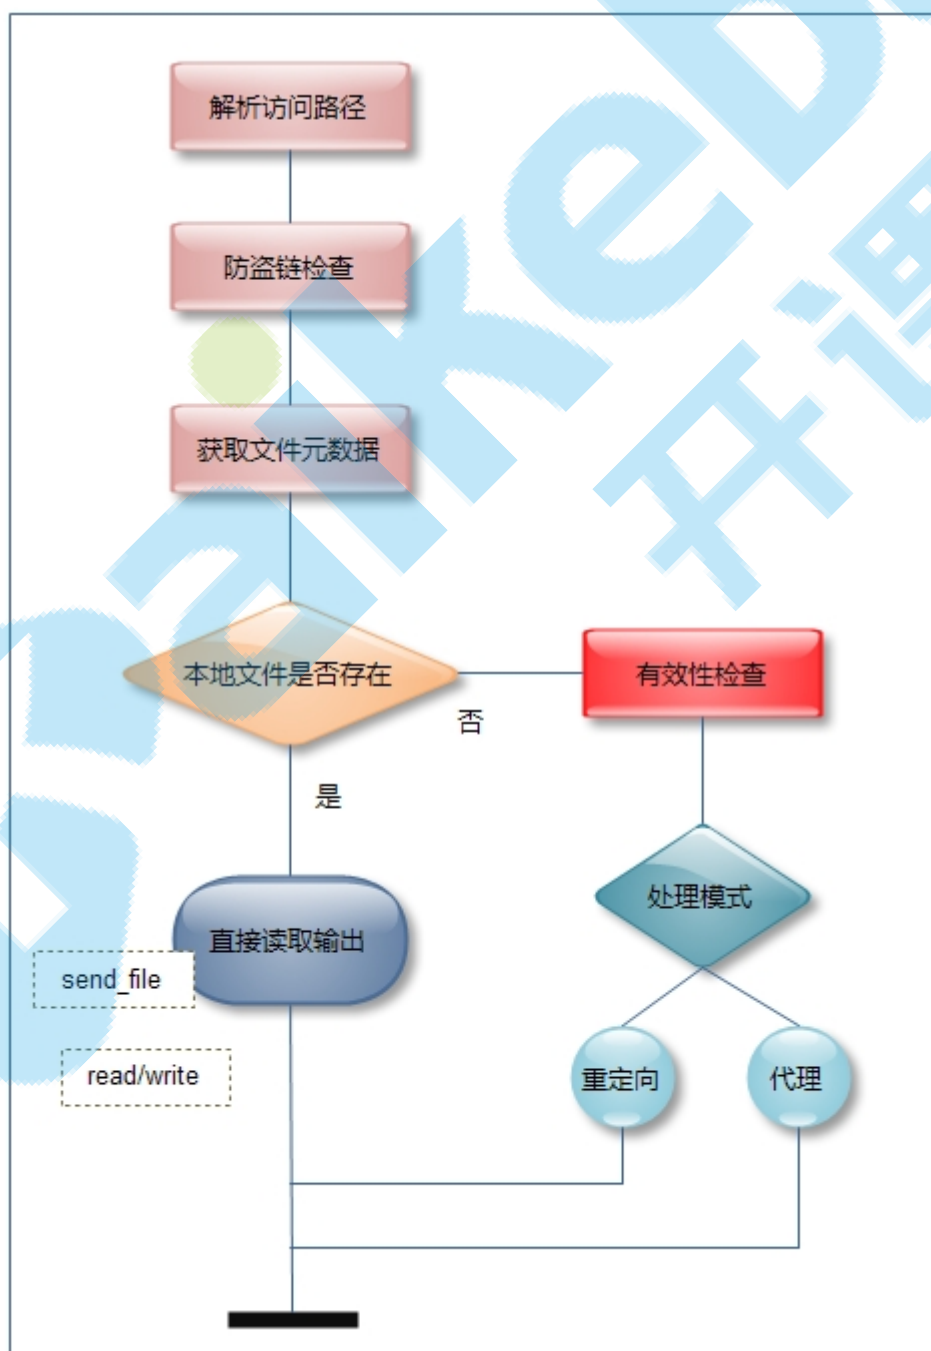 解析访问路径
防盗链检查
获取文件元数据
本地文件是否存在
有效性检查
否
是
处理模式
直接读取输出
send_file
read/write
重定向
代理